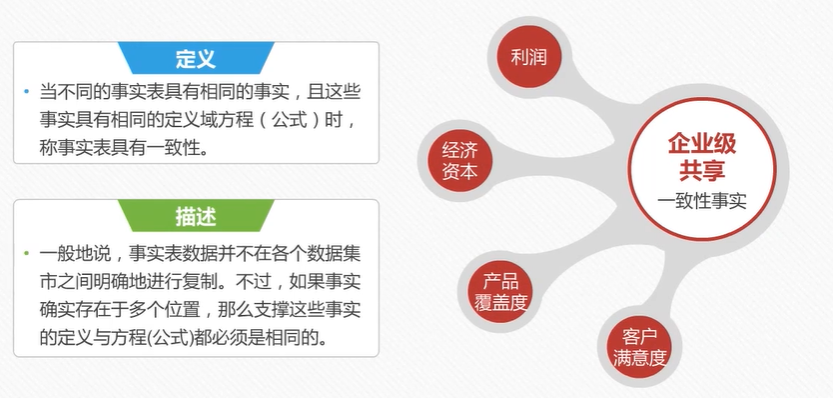 定义
• 当不同的事实表具有相同的事实，且这些
事实具有相同的定义域方程（公式）时，
称事实表具有一致性。
描述
• 一般地说，事实表数据并不在各个数据集
市之间明确地进行复制。不过，如果事实
确实存在于多个位置，那么支撑这些事实
的定义与方程(公式)都必须是相同的。
利润
经济
资本
产品
覆盖度
客户
满意度
企业级
共享
一致性事实